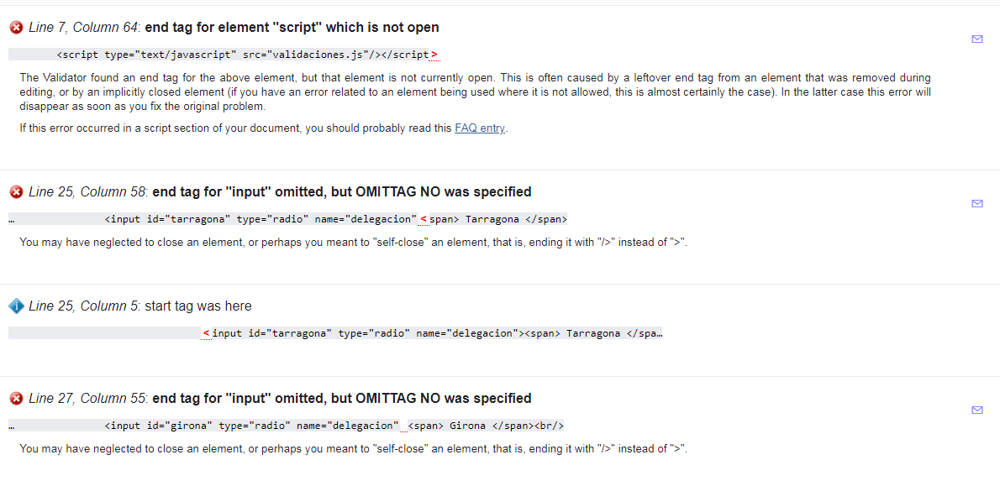 Line 7, Column 64: end tag for element "script" which is not open
<script type="text/javascript" src="validaciones.js"/></script>
The Validator found an end tag for the above element, but that element is not currently open. This is often caused by a leftover end tag from an element that was removed during
editing, or by an implicitly closed element (if you have an error related to an element being used where it is not allowed, this is almost certainly the case). In the latter case this error will
disappear as soon as you fix the original problem.
If this error occurred in a script section of your document, you should probably read this FAQ entry.
Line 25, Column 58: end tag for "input" omitted, but OMITTAG NO was specified
… <input id="tarragona" type="radio" name="delegacion" <span> Tarragona </span>
You may have neglected to close an element, or perhaps you meant to "self-close" an element, that is, ending it with "/>" instead of ">".
Line 25, Column 5: start tag was here
<input id="tarragona" type="radio" name="delegacion"><span> Tarragona </spa…
Line 27, Column 55: end tag for "input" omitted, but OMITTAG NO was specified
… <input id="girona" type="radio" name="delegacion" <span> Girona </span><br/>
You may have neglected to close an element, or perhaps you meant to "self-close" an element, that is, ending it with "/>" instead of ">".